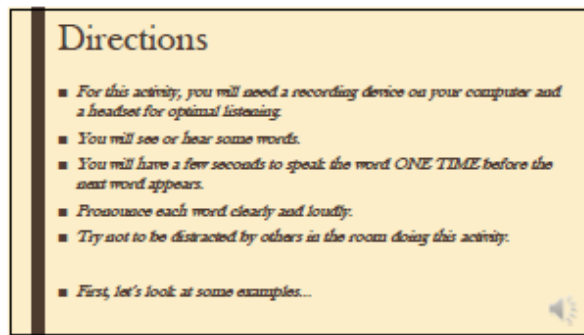 Directions
■ For this activity, you will need a recording device on your computer and
a headset for optimal listening.
■ You will see or hear some words.
■ You will have a few seconds to speak the word ONE TIME before the
next word appears.
■ Pronounce each word clearly and loudly.
■ Try not to be distracted by others in the room doing this activity.
■ First, let's look at some examples...